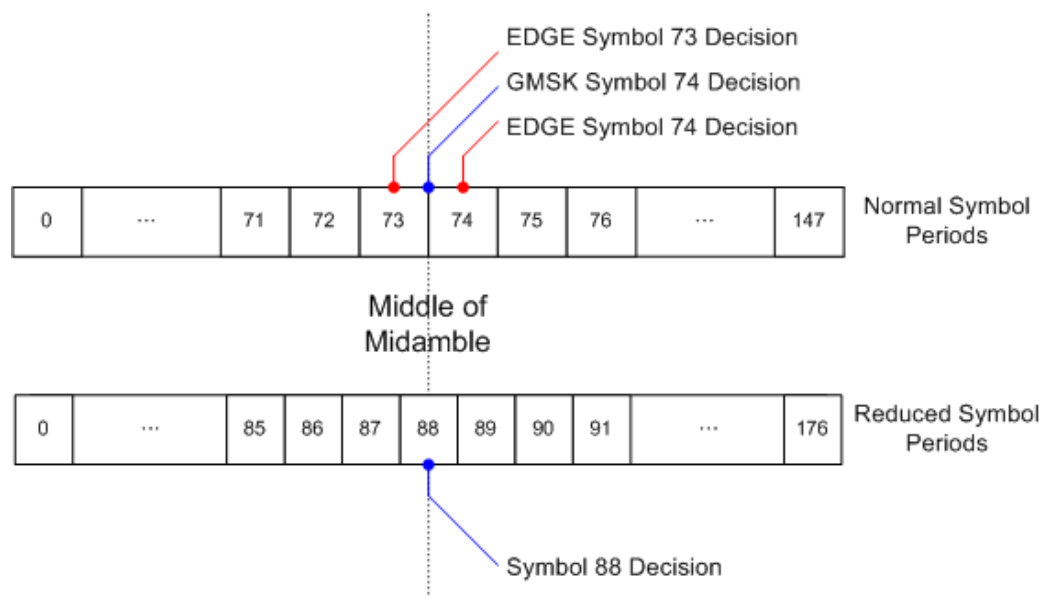 EDGE Symbol 73 Decision
GMSK Symbol 74 Decision
EDGE Symbol 74 Decision
0 ... 71 72 73 74 75 76 ... 147
Normal Symbol
Periods
Middle of
Midamble
0 ... 85 86 87 88 89 90 91 ... 176
Reduced Symbol
Periods
Symbol 88 Decision